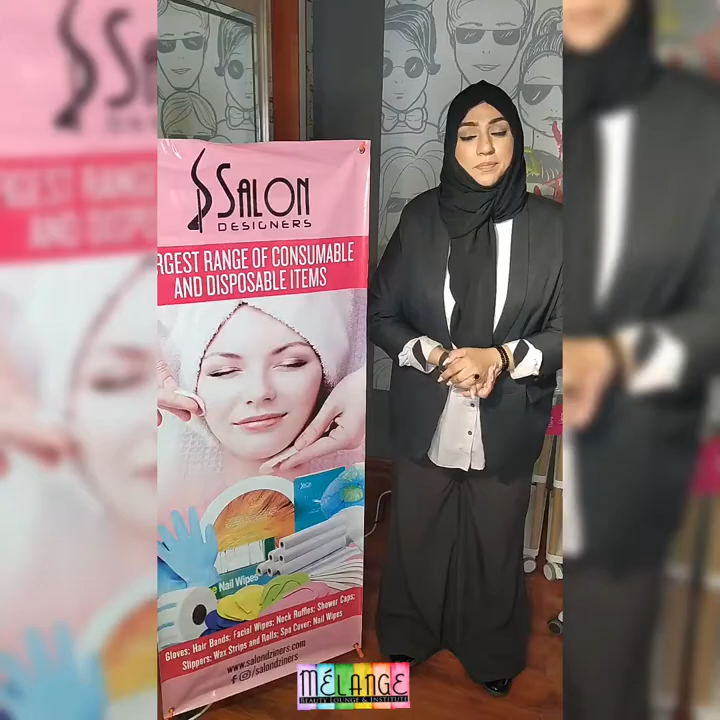 SALON
DESIGNERS
RGEST RANGE OF CONSUMABLE
AND DISPOSABLE ITEMS
Nail Wipes
Gloves; Hair Bands; Facial Wipes; Neck Ruffles; Shower Caps;
Slippers; Wax Strips and Rolls; Spa Cover; Nail Wipes
www.salondziners.com
/salondziners
MÉLANGE
BEAUTY LOUNGE & INSTITUTE